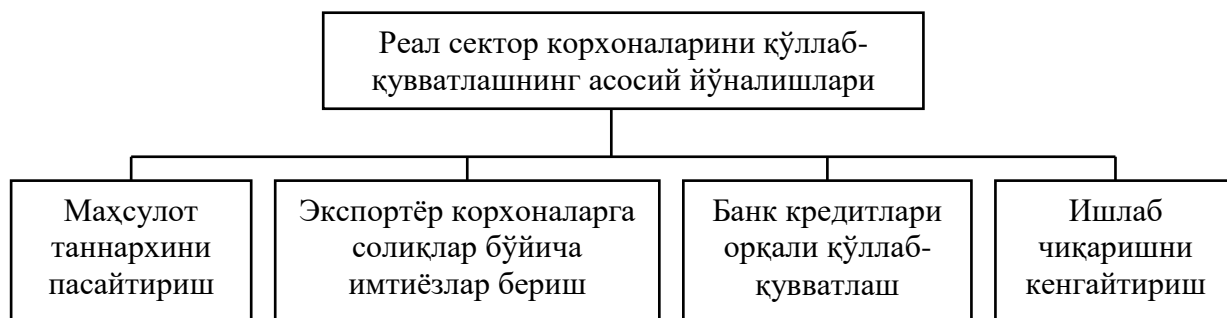 Реал сектор корхоналарини қўллаб-
қувватлашнинг асосий йўналишлари
Маҳсулот
таннархини
пасайтириш
Экспортёр корхоналарга
солиқлар бўйича
имтиёзлар бериш
Банк кредитлари
орқали қўллаб-
қувватлаш
Ишлаб
чиқаришни
кенгайтириш